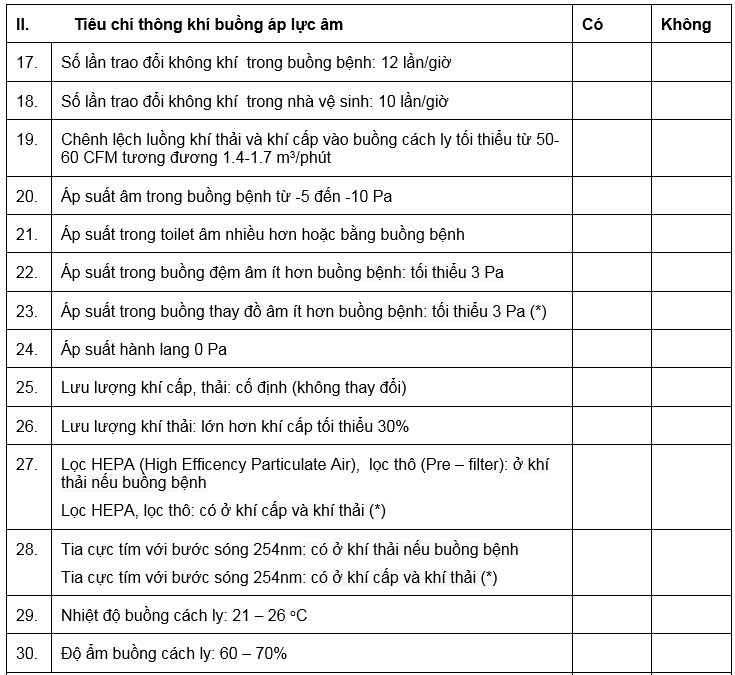 II. Tiêu chí thông khí buồng áp lực âm Có Không
17. Số lần trao đổi không khí trong buồng bệnh: 12 lần/giờ
18. Số lần trao đổi không khí trong nhà vệ sinh: 10 lần/giờ
19. Chênh lệch luồng khí thải và khí cấp vào buồng cách ly tối thiểu từ 50-
60 CFM tương đương 1.4-1.7 m³/phút
20. Áp suất âm trong buồng bệnh từ -5 đến -10 Pa
21. Áp suất trong toilet âm nhiều hơn hoặc bằng buồng bệnh
22. Áp suất trong buồng đệm âm ít hơn buồng bệnh: tối thiểu 3 Pa
23. Áp suất trong buồng thay đồ âm ít hơn buồng bệnh: tối thiểu 3 Pa (*)
24. Áp suất hành lang 0 Pa
25. Lưu lượng khí cấp, thải: cố định (không thay đổi)
26. Lưu lượng khí thải: lớn hơn khí cấp tối thiểu 30%
27. Lọc HEPA (High Efficency Particulate Air), lọc thô (Pre – filter): ở khí
thải nếu buồng bệnh
Lọc HEPA, lọc thô: có ở khí cấp và khí thải (*)
28. Tia cực tím với bước sóng 254nm: có ở khí thải nếu buồng bệnh
Tia cực tím với bước sóng 254nm: có ở khí cấp và khí thải (*)
29. Nhiệt độ buồng cách ly: 21 – 26 ºC
30. Độ ẩm buồng cách ly: 60 – 70%